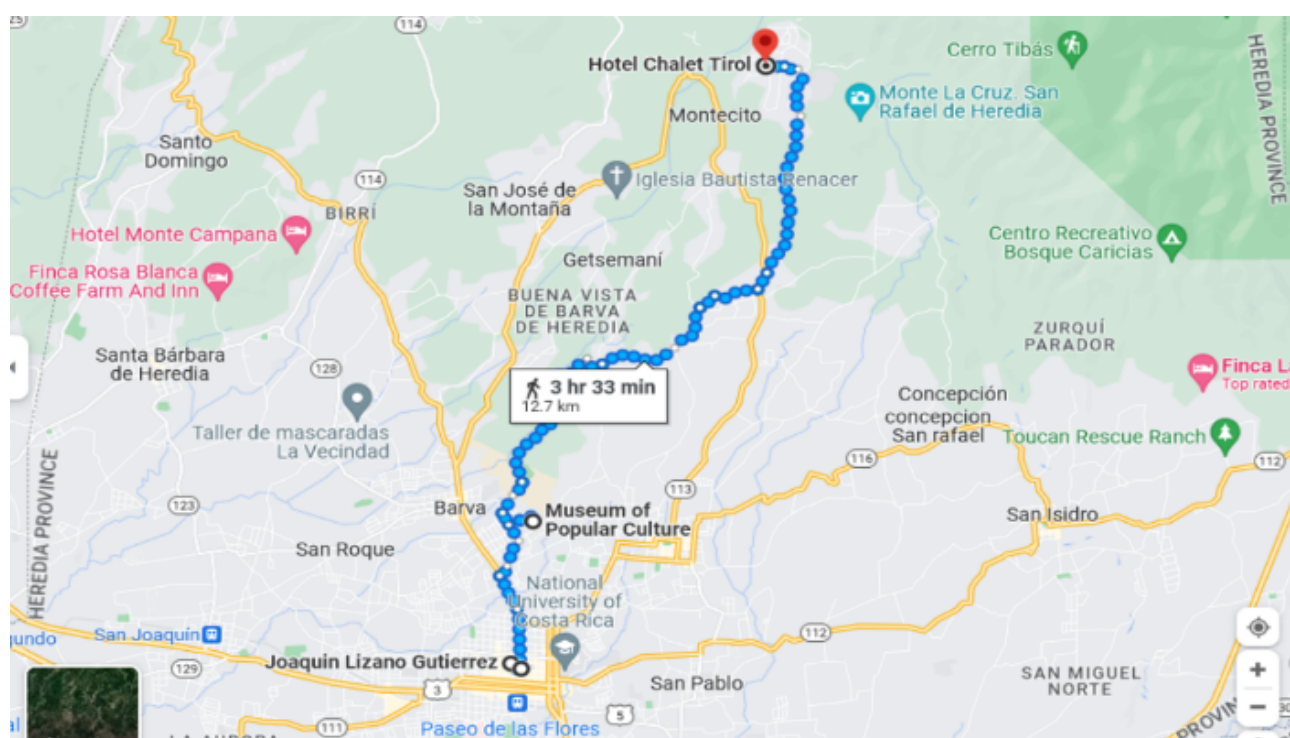 25
114
Hotel Chalet Tirol
Cerro Tibás
HEREDIA PROVINCE
Montecito
Monte La Cruz. San
Rafael de Heredia
Santo
Domingo
114
BIRRÍ
San José de
la Montaña
Iglesia Bautista Renacer
Hotel Monte Campana
Centro Recreativo
Bosque Caricias
Finca Rosa Blanca
Coffee Farm And Inn
Getsemaní
BUENA VISTA
DE BARVA
DE HEREDIA
ZURQUÍ
PARADOR
Santa Bárbara
de Heredia
128
3 hr 33 min
12.7 km
Finca La
Top rated
Concepción
concepcion
San rafael
Taller de mascaradas
La Vecindad
Toucan Rescue Ranch
116
112
HEREDIA PROVINCE
123
Barva
Museum of
Popular Culture
113
San Isidro
San Roque
National
University of
Costa Rica
gundo
San Joaquín
112
129
Joaquin Lizano Gutierrez
3
San Pablo
SAN MIGUEL
NORTE
5
Paseo de las Flores
111
LA AURORA
PROVIN